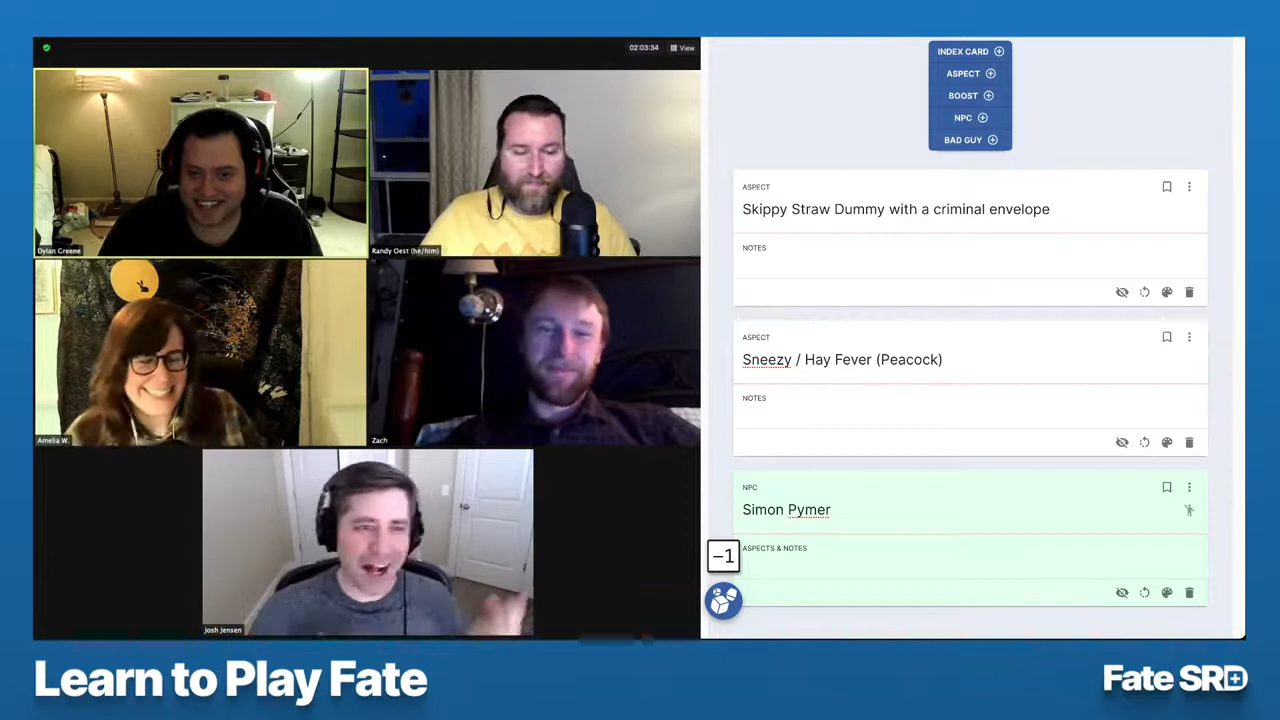 02:03:34
View
Dylan Greene
Randy Oest (he/him)
Amelia W.
Zach
Josh Jensen
INDEX CARD
ASPECT
BOOST
NPC
BAD GUY
ASPECT
Skippy Straw Dummy with a criminal envelope
NOTES
ASPECT
Sneezy / Hay Fever (Peacock)
NOTES
NPC
Simon Pymer
ASPECTS & NOTES
−1
Learn to Play Fate
Fate SRD